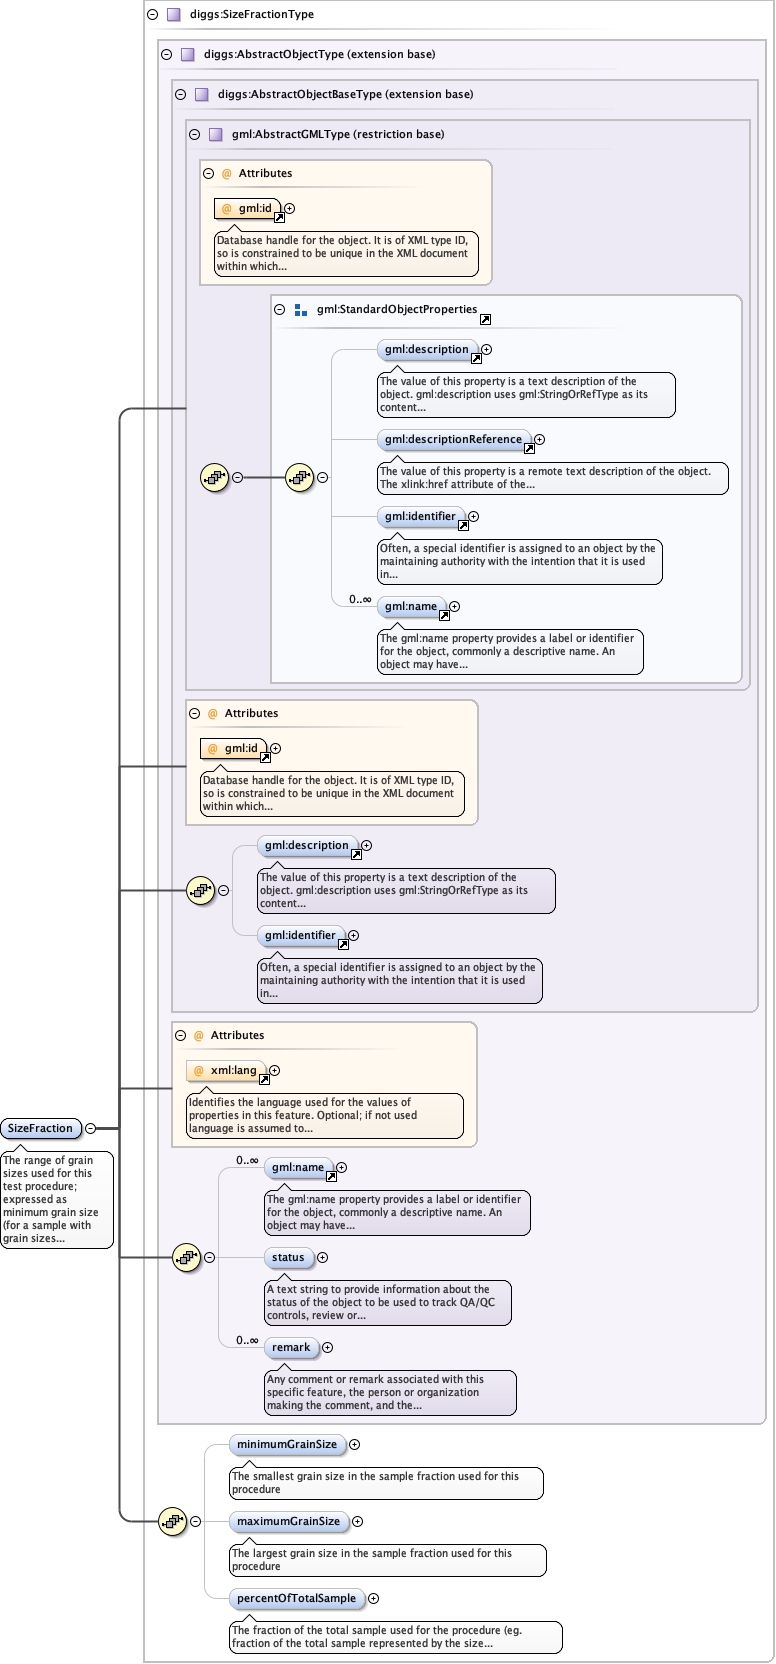 diggs:SizeFractionType
diggs:AbstractObjectType (extension base)
diggs:AbstractObjectBaseType (extension base)
gml:AbstractGMLType (restriction base)
@ Attributes
@ gml:id
Database handle for the object. It is of XML type ID,
so is constrained to be unique in the XML document
within which...
gml:StandardObjectProperties
gml:description
The value of this property is a text description of the
object. gml:description uses gml:StringOrRefType as its
content...
gml:descriptionReference
The value of this property is a remote text description of the object.
The xlink:href attribute of the...
gml:identifier
Often, a special identifier is assigned to an object by the
maintaining authority with the intention that it is used
in...
0..∞
gml:name
The gml:name property provides a label or identifier
for the object, commonly a descriptive name. An
object may have...
@ Attributes
@ gml:id
Database handle for the object. It is of XML type ID,
so is constrained to be unique in the XML document
within which...
gml:description
The value of this property is a text description of the
object. gml:description uses gml:StringOrRefType as its
content...
gml:identifier
Often, a special identifier is assigned to an object by the
maintaining authority with the intention that it is used
in...
@ Attributes
@ xml:lang
Identifies the language used for the values of
properties in this feature. Optional; if not used
language is assumed to...
SizeFraction
The range of grain
sizes used for this
test procedure;
expressed as
minimum grain size
(for a sample with
grain sizes...
0..∞
gml:name
The gml:name property provides a label or identifier
for the object, commonly a descriptive name. An
object may have...
status
A text string to provide information about the
status of the object to be used to track QA/QC
controls, review or...
0..∞
remark
Any comment or remark associated with this
specific feature, the person or organization
making the comment, and the...
minimumGrainSize
The smallest grain size in the sample fraction used for this
procedure
maximumGrainSize
The largest grain size in the sample fraction used for this
procedure
percentOfTotalSample
The fraction of the total sample used for the procedure (eg.
fraction of the total sample represented by the size...